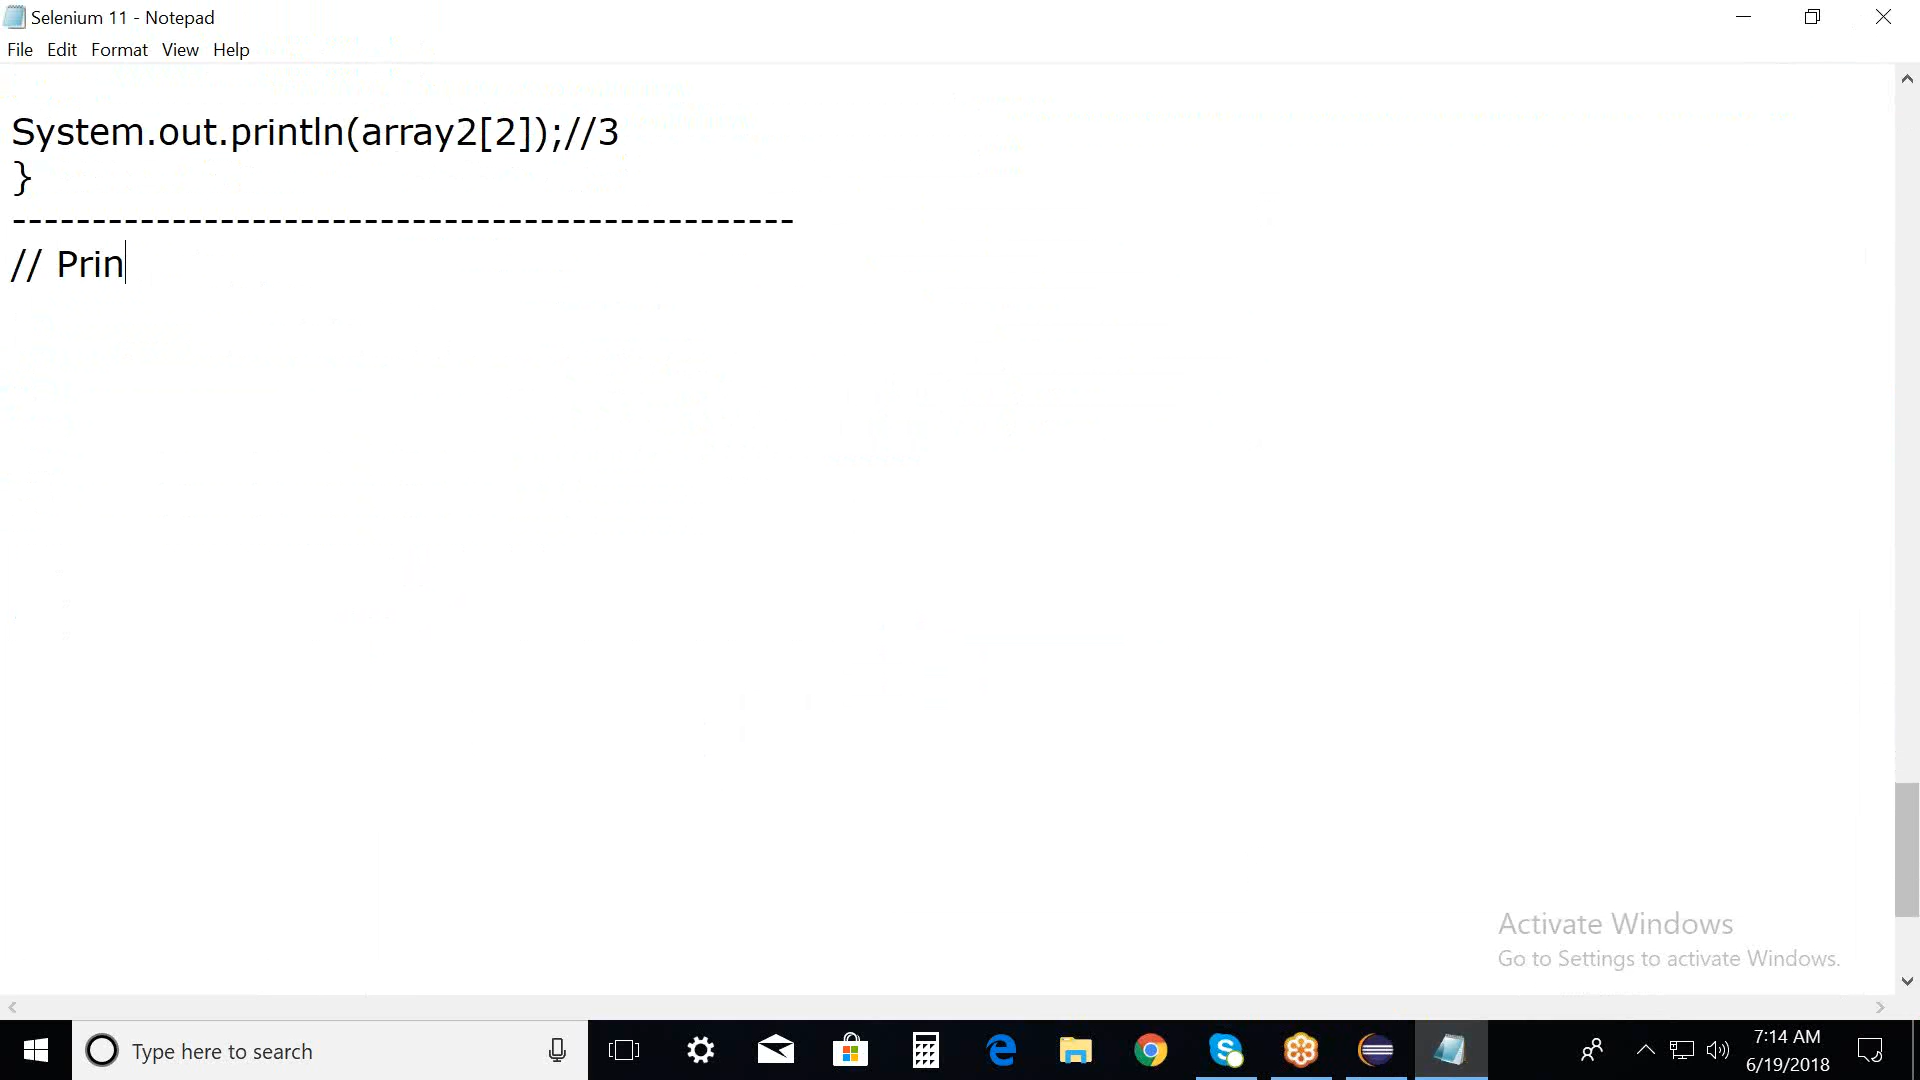 Selenium 11 - Notepad
File Edit Format View Help
System.out.println(array2[2]);//3
}
-------------------------------------------------
// Prin
Activate Windows
Go to Settings to activate Windows.
Type here to search
7:14 AM
6/19/2018